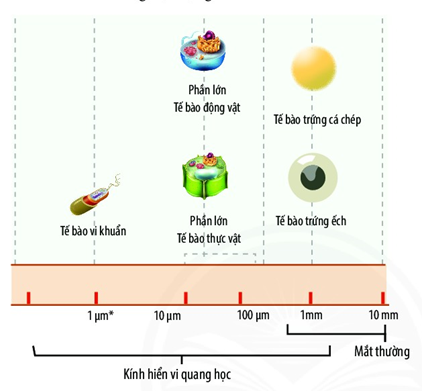 Phần lớn
Tế bào động vật
Tế bào trứng cá chép
Tế bào vi khuẩn
Phần lớn
Tế bào thực vật
Tế bào trứng ếch
1 µm*
10 µm
100 µm
1mm
10 mm
Mắt thường
Kính hiển vi quang học